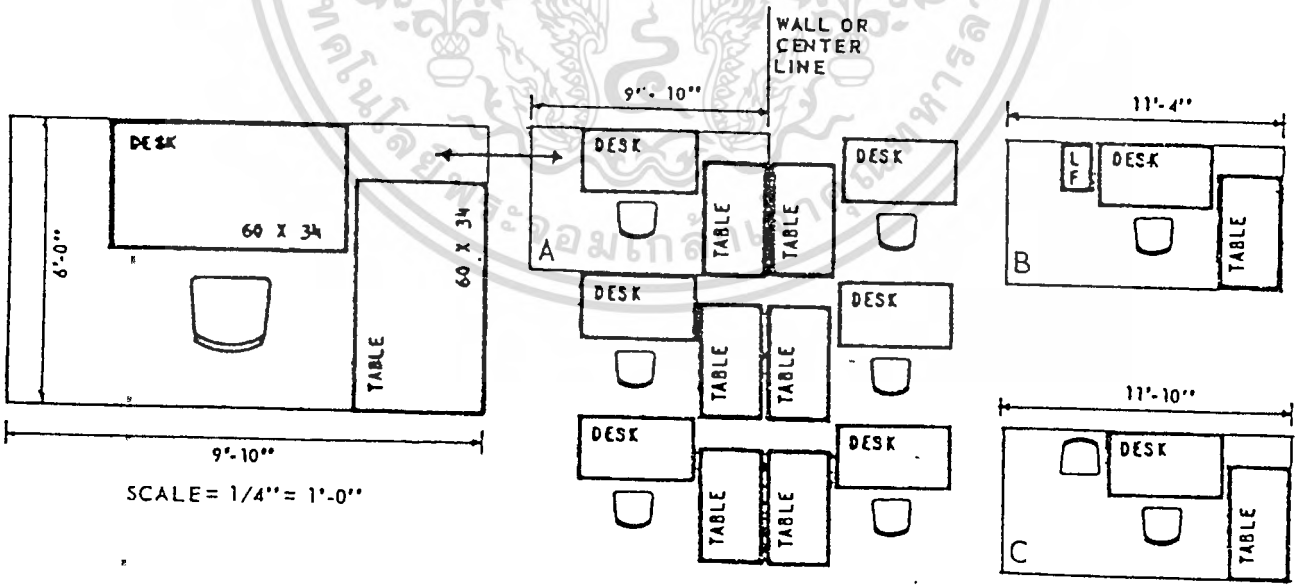 WALL OR
CENTER
LINE
DESK
60 X 34
60 X 34
TABLE
6'-0"
9'-10"
SCALE = 1/4" = 1'-0"
9'-10"
DESK
TABLE
TABLE
DESK
A
DESK
TABLE
TABLE
DESK
DESK
TABLE
TABLE
DESK
11'-4"
L
F
DESK
TABLE
B
11'-10"
DESK
TABLE
C